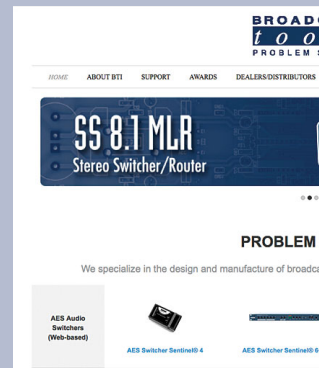 BROADC
t o o
PROBLEM S
HOME ABOUT BTI SUPPORT AWARDS DEALERS/DISTRIBUTORS
SS 8.1 MLR
Stereo Switcher/Router
PROBLEM
We specialize in the design and manufacture of broadca
AES Audio
Switchers
(Web-based)
AES Switcher Sentinel® 4 AES Switcher Sentinel® 6